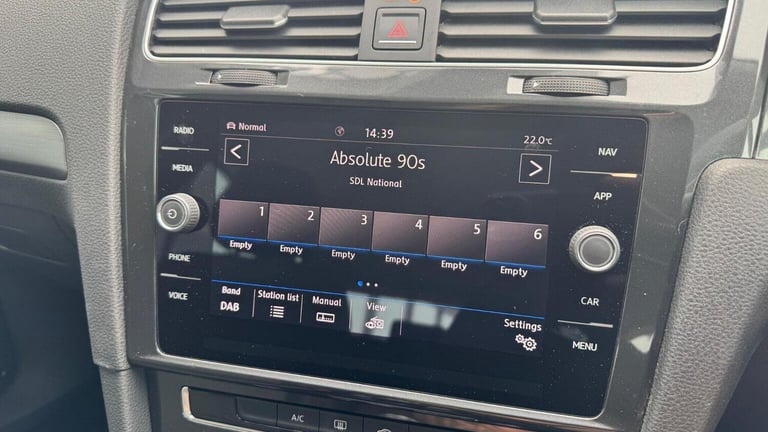 RADIO
MEDIA
PHONE
VOICE
Normal 14:39 22.0°C
< Absolute 90s >
SDL National
1 2 3 4 5 6
Empty Empty Empty Empty Empty Empty
Band Station list Manual View Settings
DAB
NAV
APP
CAR
MENU
A/C